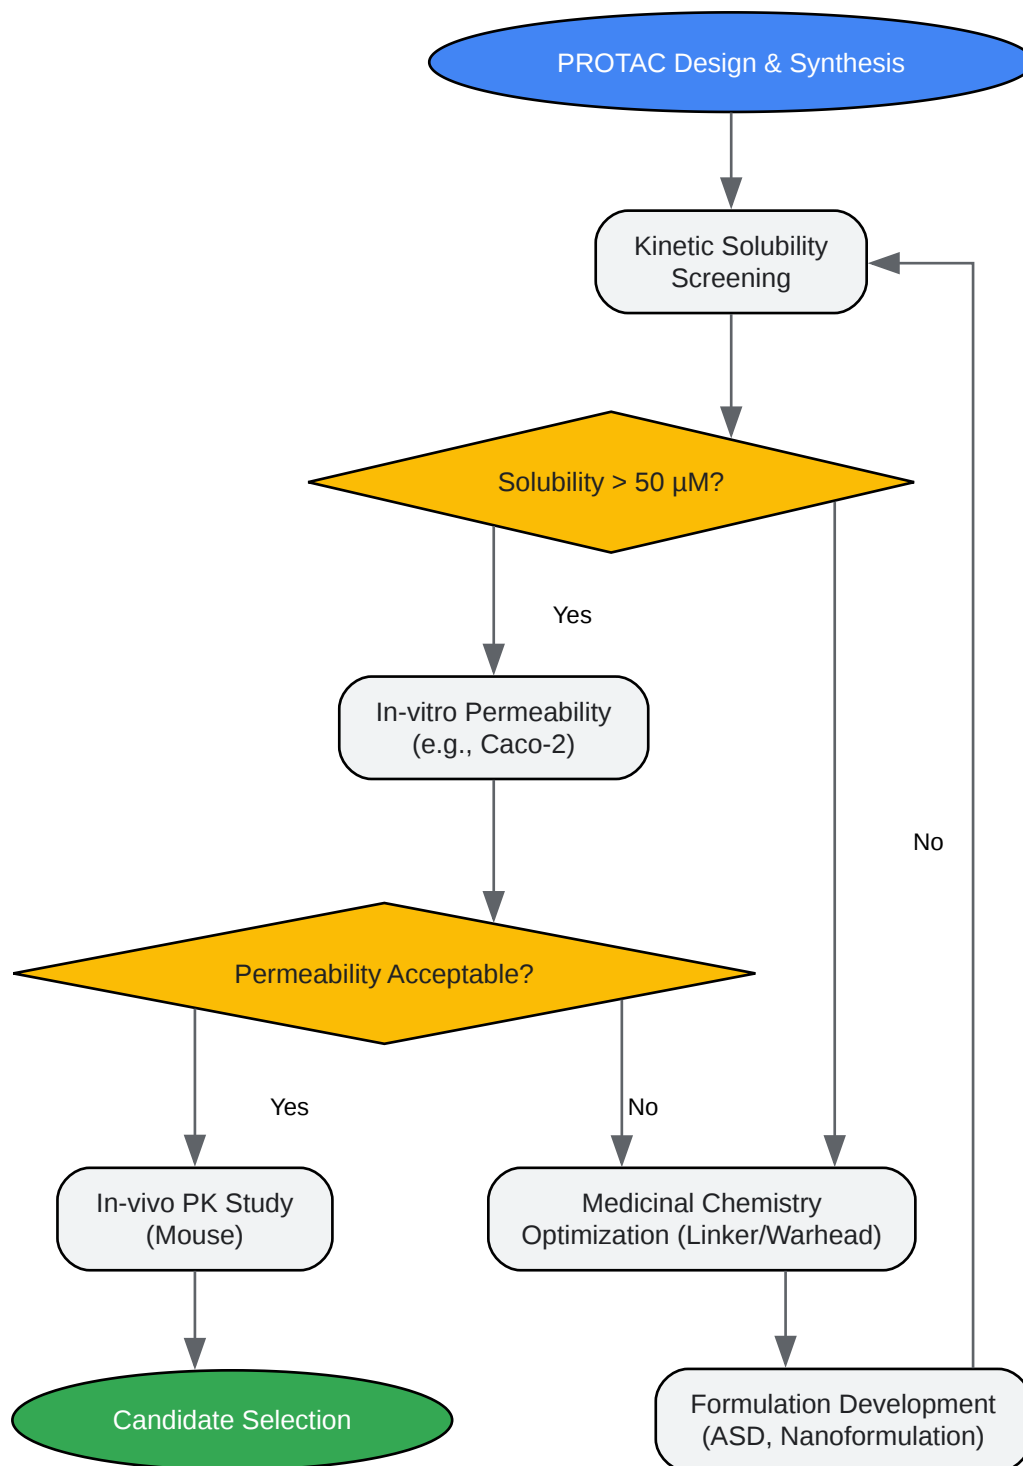 PROTAC Design & Synthesis
Kinetic Solubility
Screening
Solubility > 50 µM?
Yes
In-vitro Permeability
(e.g., Caco-2)
No
Permeability Acceptable?
Yes
No
In-vivo PK Study
(Mouse)
Medicinal Chemistry
Optimization (Linker/Warhead)
Candidate Selection
Formulation Development
(ASD, Nanoformulation)